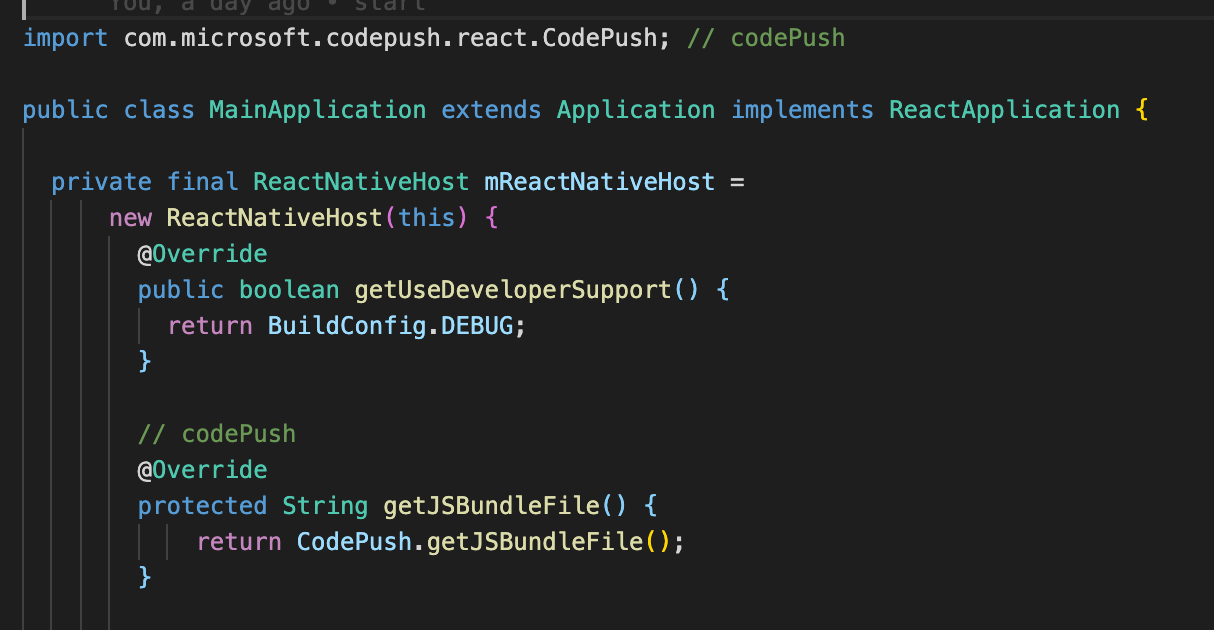 You, a day ago • start
import com.microsoft.codepush.react.CodePush; // codePush
public class MainApplication extends Application implements ReactApplication {
private final ReactNativeHost mReactNativeHost =
new ReactNativeHost(this) {
@Override
public boolean getUseDeveloperSupport() {
return BuildConfig.DEBUG;
}
// codePush
@Override
protected String getJSBundleFile() {
return CodePush.getJSBundleFile();
}